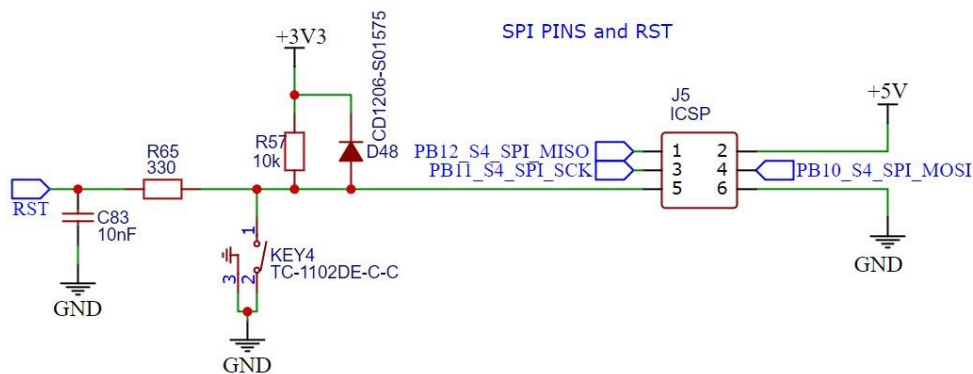 SPI PINS and RST
+3V3
CD1206-S01575
R57
10k
D48
R65
330
RST
C83
10nF
GND
1
KEY4
TC-1102DE-C-C
3
2
GND
J5
ICSP
+5V
PB12_S4_SPI_MISO
1
2
PB11_S4_SPI_SCK
3
4
PB10_S4_SPI_MOSI
5
6
GND